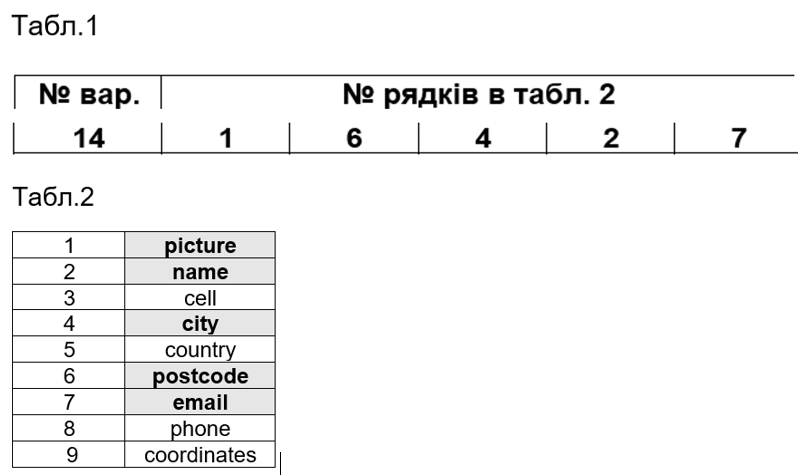 Табл.1
№ вар. № рядків в табл. 2
14 1 6 4 2 7
Табл.2
1 picture
2 name
3 cell
4 city
5 country
6 postcode
7 email
8 phone
9 coordinates